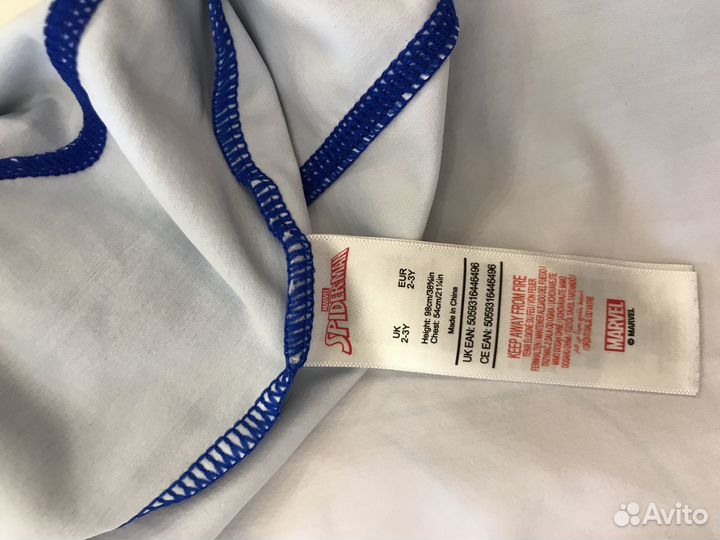 MARVEL
SPIDER-MAN
UK EUR
2-3Y 2-3Y
Height: 98cm/38½in
Chest: 54cm/21¼in
Made in China
UK EAN: 5059316446496
CE EAN: 5059316446496
KEEP AWAY FROM FIRE
MARVEL
© MARVEL
Avito